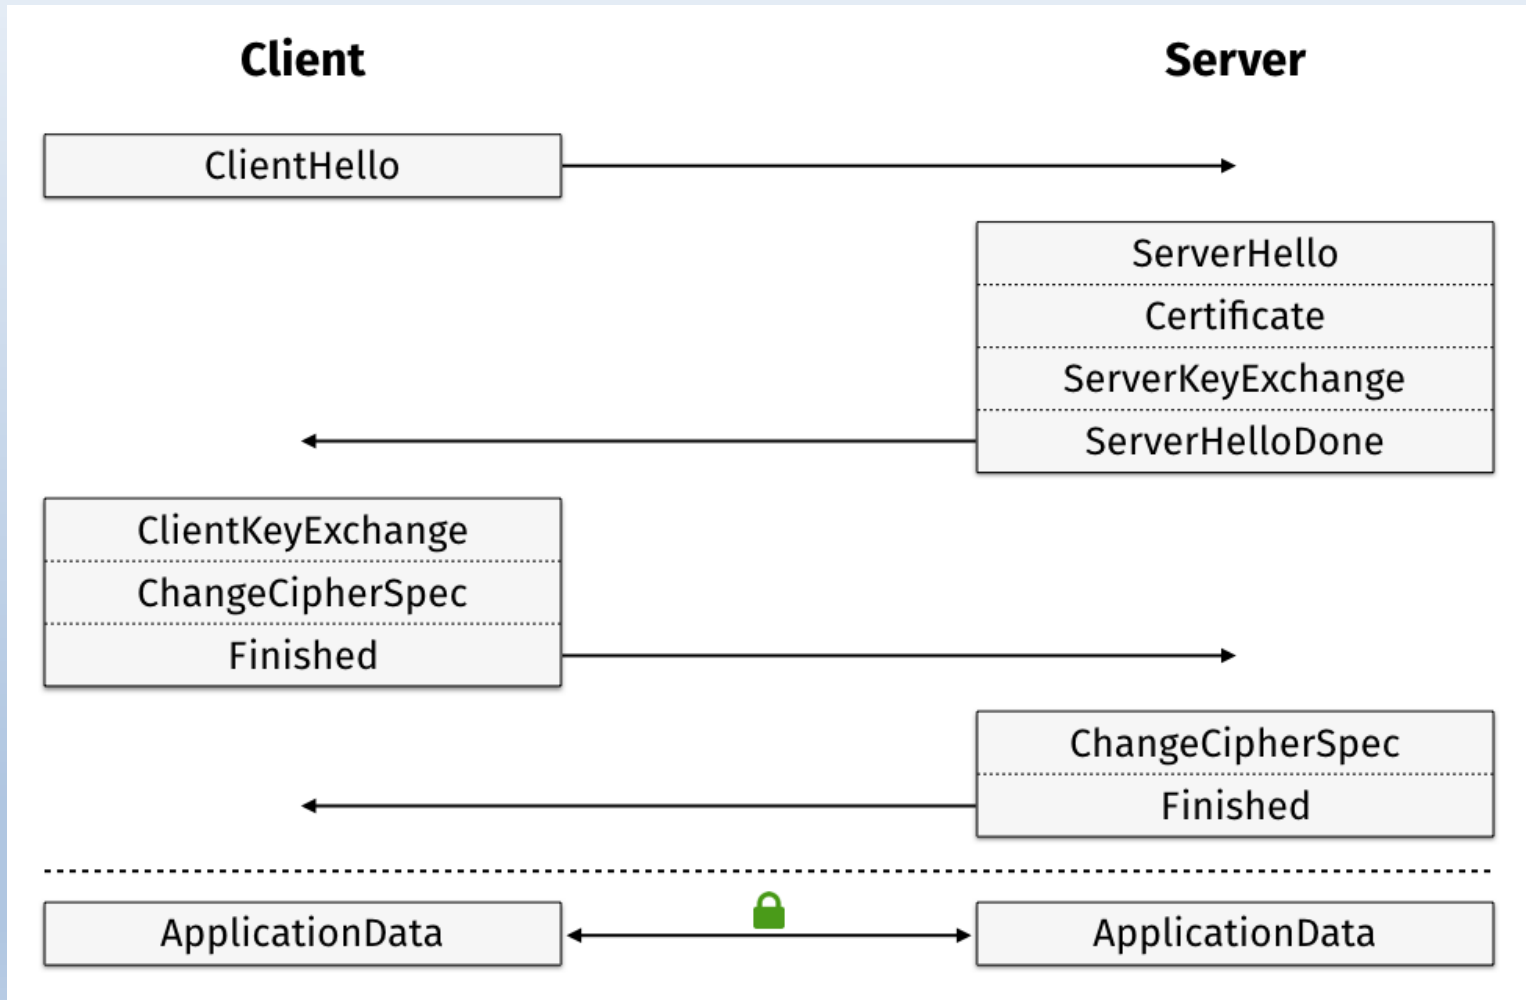 Client
Server
ClientHello
ServerHello
Certificate
ServerKeyExchange
ServerHelloDone
ClientKeyExchange
ChangeCipherSpec
Finished
ChangeCipherSpec
Finished
ApplicationData
ApplicationData